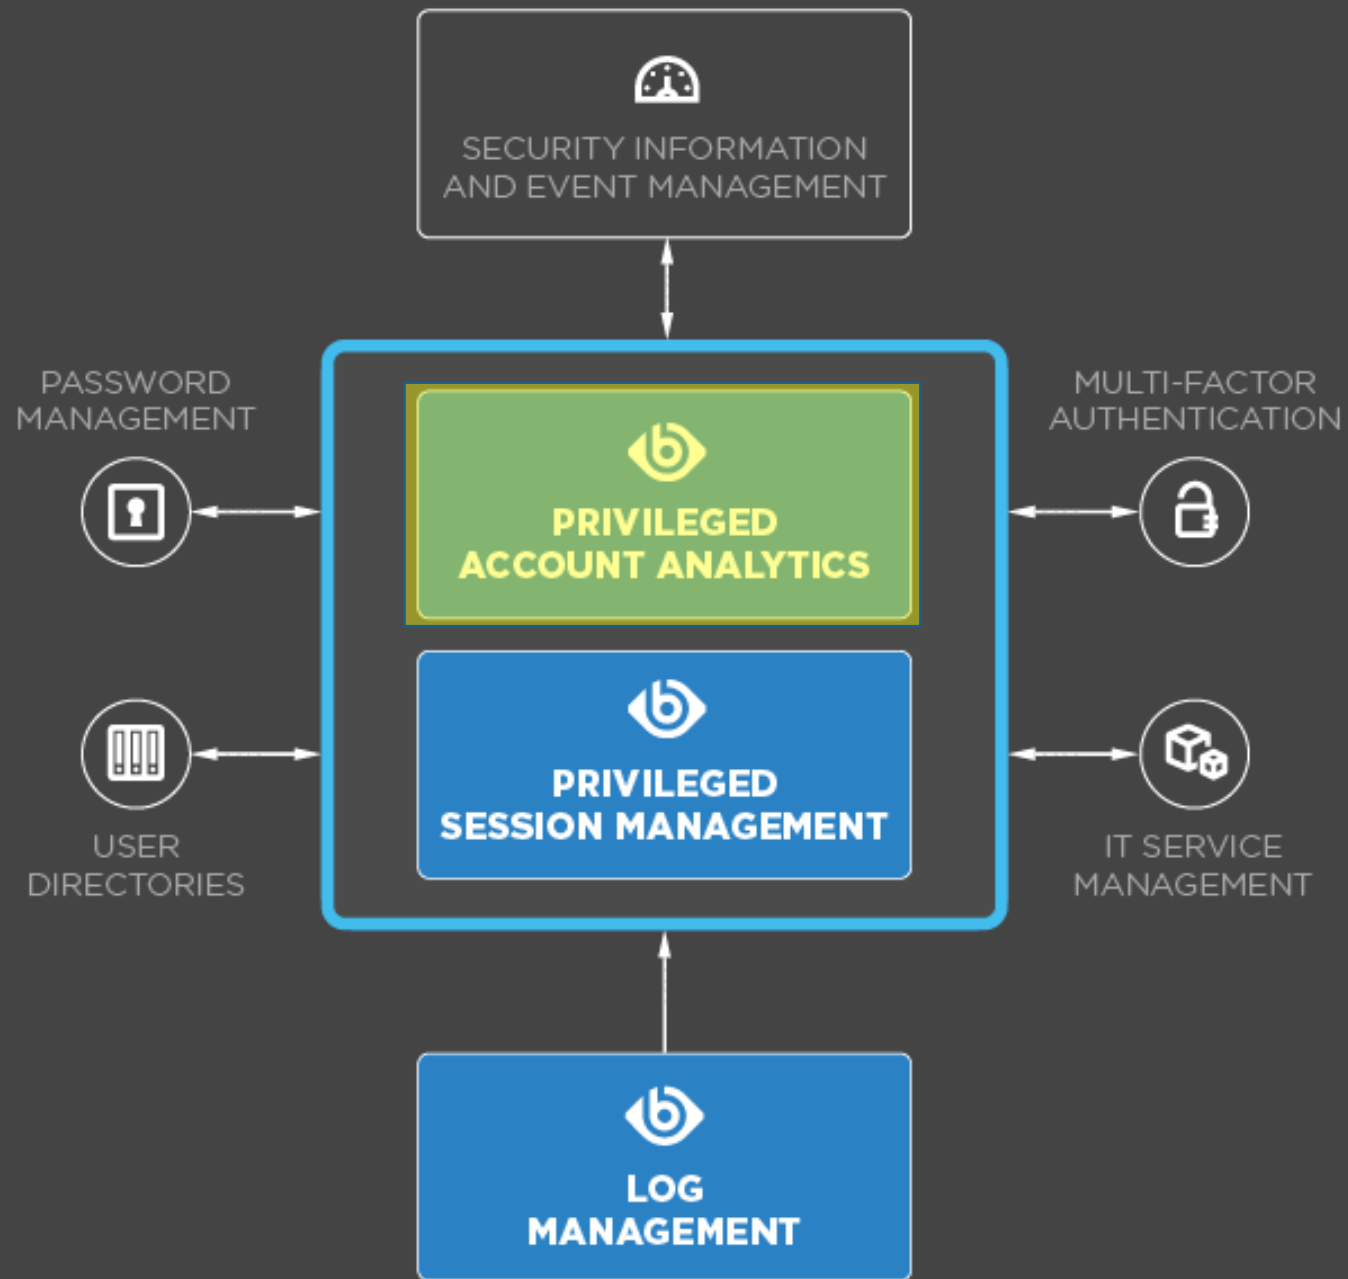 SECURITY INFORMATION
AND EVENT MANAGEMENT
PASSWORD
MANAGEMENT
MULTI-FACTOR
AUTHENTICATION
PRIVILEGED
ACCOUNT ANALYTICS
PRIVILEGED
SESSION MANAGEMENT
USER
DIRECTORIES
IT SERVICE
MANAGEMENT
LOG
MANAGEMENT